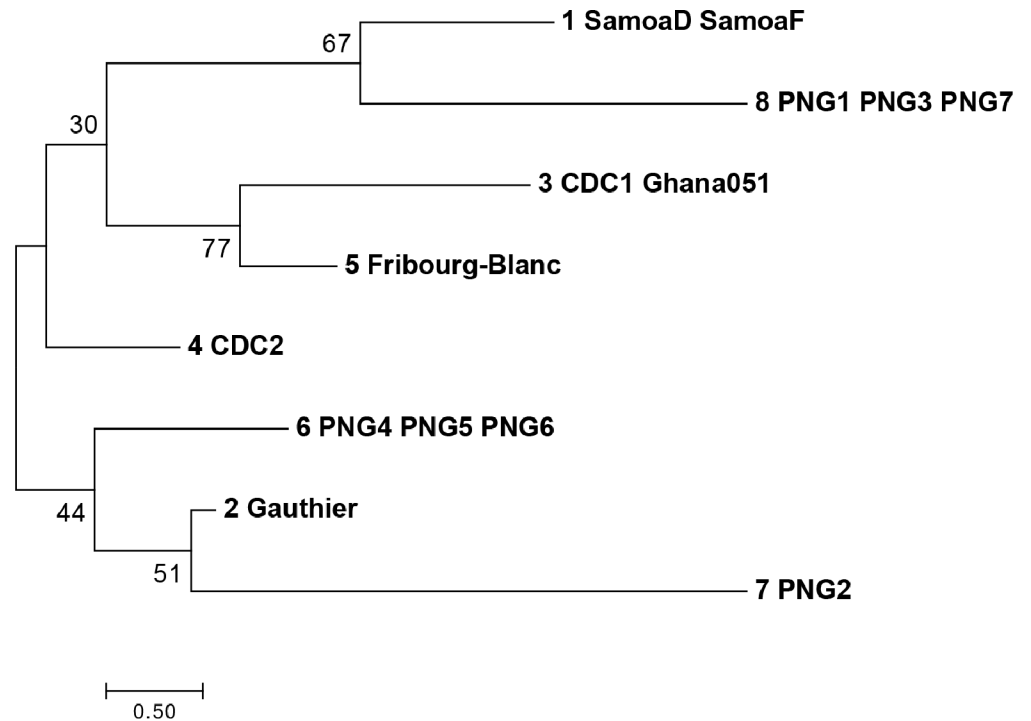 67
1 SamoaD SamoaF
8 PNG1 PNG3 PNG7
30
3 CDC1 Ghana051
77
5 Fribourg-Blanc
4 CDC2
6 PNG4 PNG5 PNG6
44
2 Gauthier
51
7 PNG2
0.50